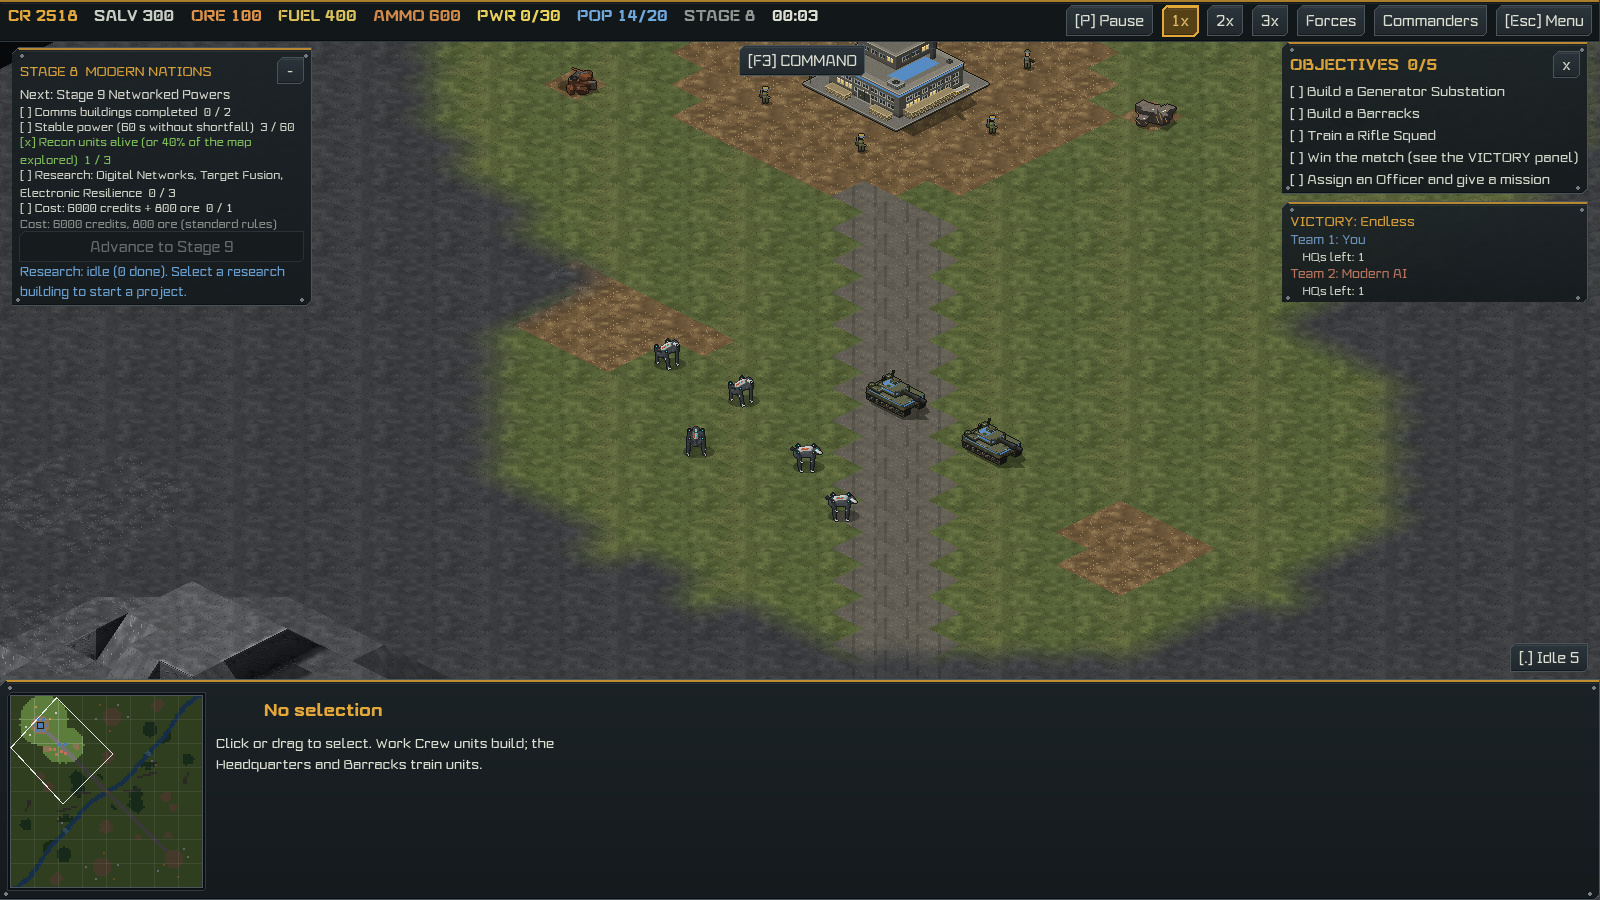 CR 2518 SALV 300 ORE 100 FUEL 400 AMMO 600 PWR 0/30 POP 14/20 STAGE 8 00:03 [P] Pause 1x 2x 3x Forces Commanders [Esc] Menu
[F3] COMMAND
STAGE 8 MODERN NATIONS -
Next: Stage 9 Networked Powers
[ ] Comms buildings completed 0 / 2
[ ] Stable power (60 s without shortfall) 3 / 60
[x] Recon units alive (or 40% of the map
explored) 1 / 3
[ ] Research: Digital Networks, Target Fusion,
Electronic Resilience 0 / 3
[ ] Cost: 6000 credits + 800 ore 0 / 1
Cost: 6000 credits, 800 ore (standard rules)
Advance to Stage 9
Research: idle (0 done). Select a research
building to start a project.
OBJECTIVES 0/5 x
[ ] Build a Generator Substation
[ ] Build a Barracks
[ ] Train a Rifle Squad
[ ] Win the match (see the VICTORY panel)
[ ] Assign an Officer and give a mission
VICTORY: Endless
Team 1: You
HQs left: 1
Team 2: Modern AI
HQs left: 1
[.] Idle 5
No selection
Click or drag to select. Work Crew units build; the
Headquarters and Barracks train units.